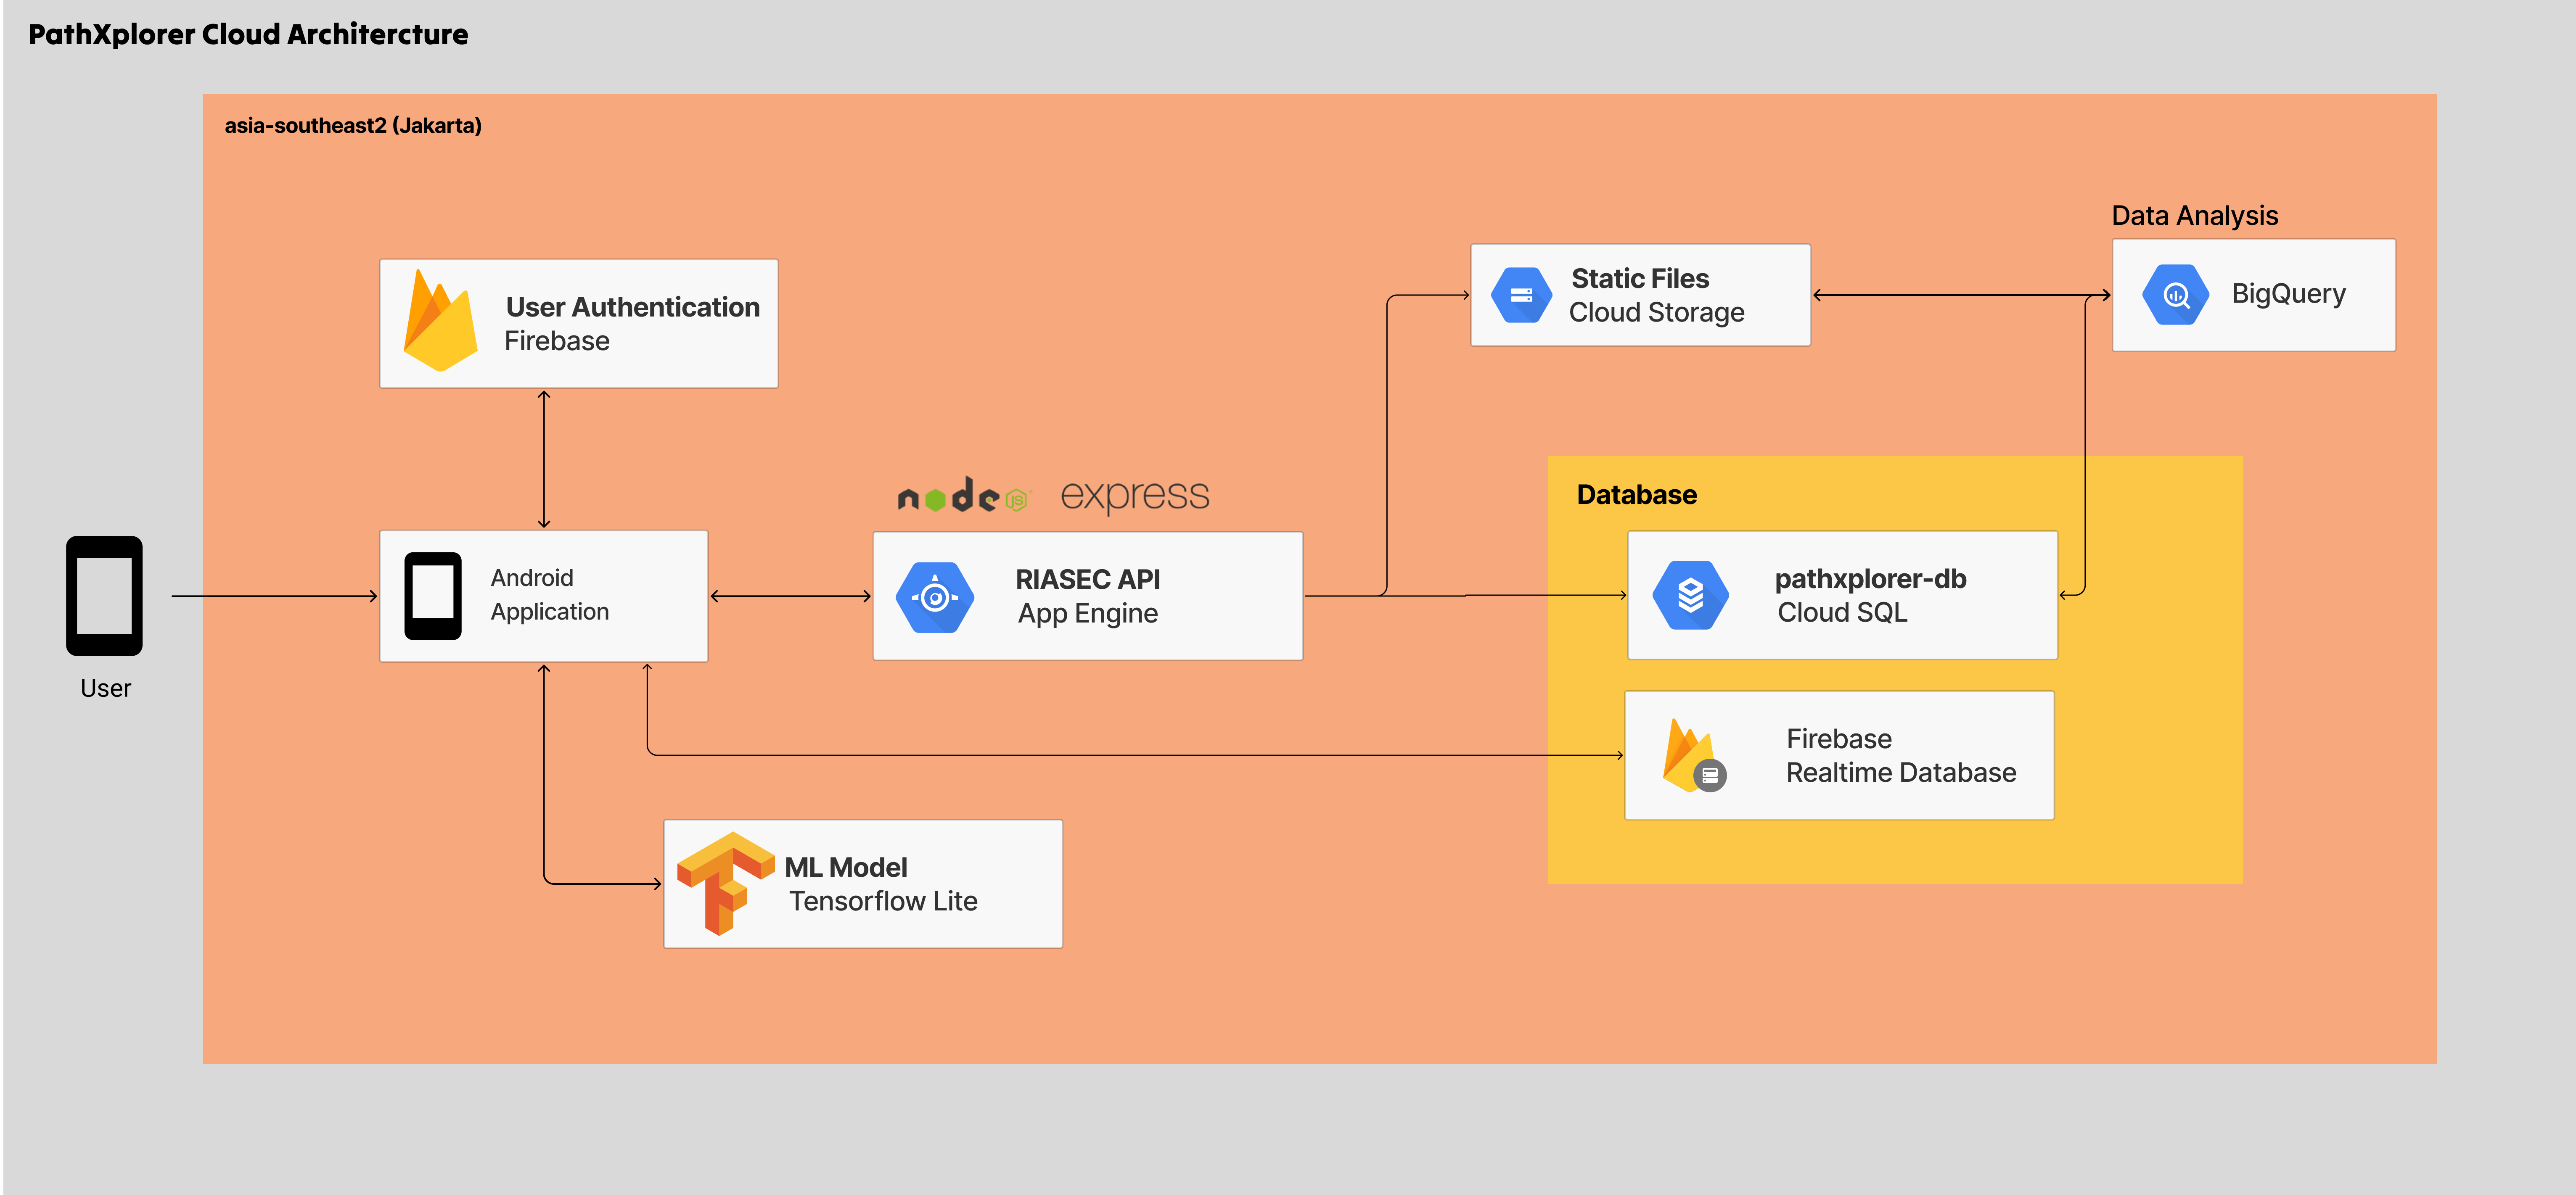 PathXplorer Cloud Architercture
asia-southeast2 (Jakarta)
Data Analysis
BigQuery
Static Files
Cloud Storage
User Authentication
Firebase
node JS
express
Database
Android
Application
RIASEC API
App Engine
pathxplorer-db
Cloud SQL
User
Firebase
Realtime Database
ML Model
Tensorflow Lite